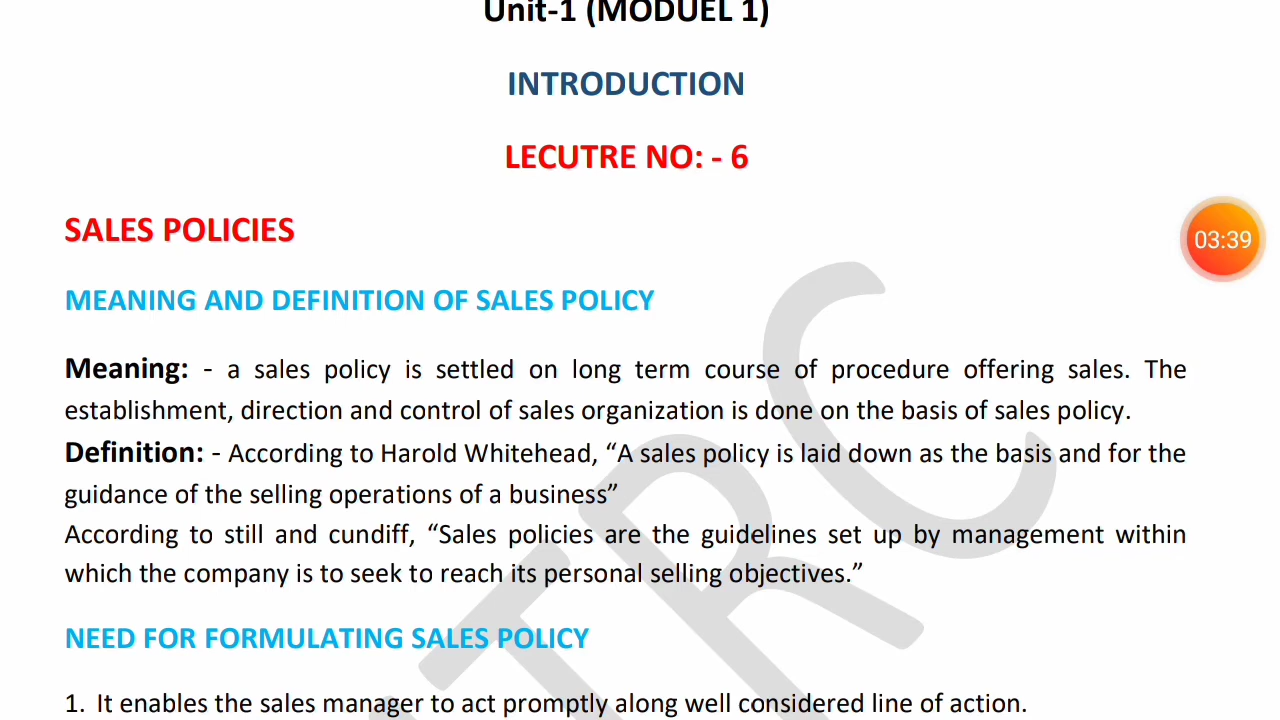 Unit-1 (MODUEL 1)
INTRODUCTION
LECUTRE NO: - 6
SALES POLICIES
03:39
MEANING AND DEFINITION OF SALES POLICY
Meaning: - a sales policy is settled on long term course of procedure offering sales. The
establishment, direction and control of sales organization is done on the basis of sales policy.
Definition: - According to Harold Whitehead, “A sales policy is laid down as the basis and for the
guidance of the selling operations of a business”
According to still and cundiff, “Sales policies are the guidelines set up by management within
which the company is to seek to reach its personal selling objectives.”
NEED FOR FORMULATING SALES POLICY
1. It enables the sales manager to act promptly along well considered line of action.
TRC